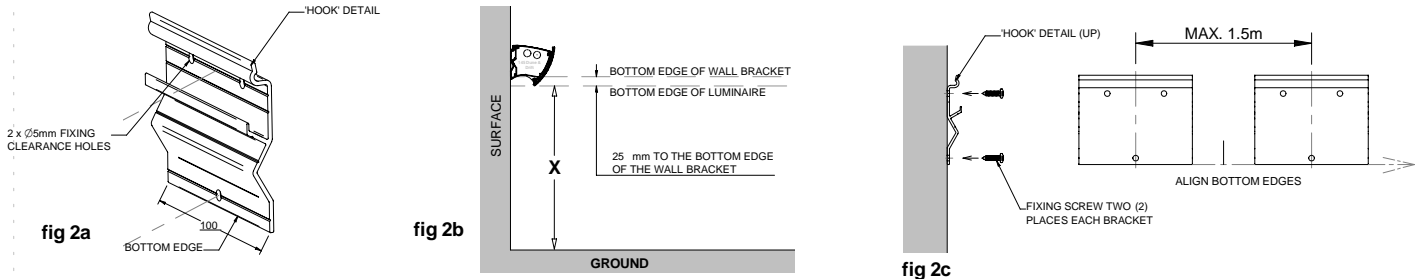 'HOOK' DETAIL
2 x Ø5mm FIXING
CLEARANCE HOLES
100
BOTTOM EDGE
fig 2a
SURFACE
BOTTOM EDGE OF WALL BRACKET
BOTTOM EDGE OF LUMINAIRE
X
25 mm TO THE BOTTOM EDGE
OF THE WALL BRACKET
GROUND
fig 2b
'HOOK' DETAIL (UP)
FIXING SCREW TWO (2)
PLACES EACH BRACKET
MAX. 1.5m
ALIGN BOTTOM EDGES
fig 2c